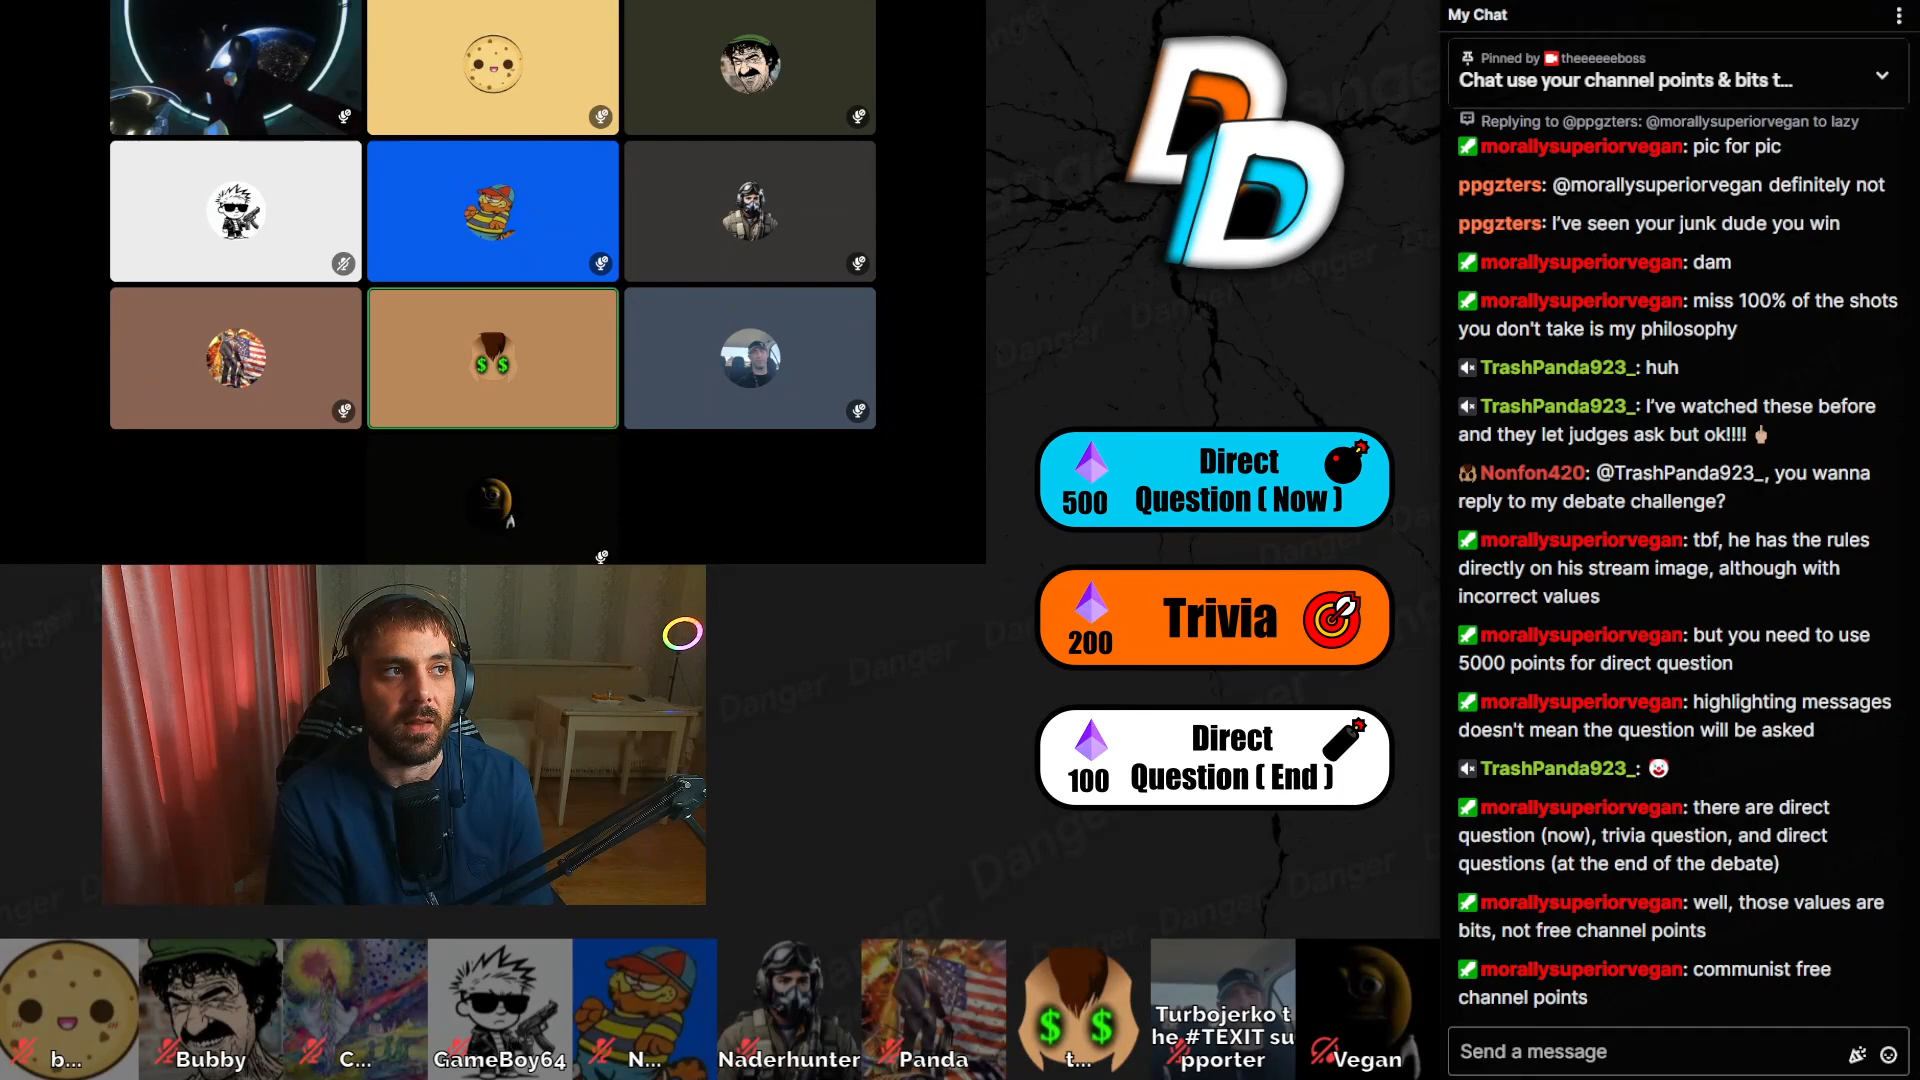 DD
500
Direct
Question ( Now )
200
Trivia
100
Direct
Question ( End )
b...
Bubby
C...
GameBoy64
N...
Naderhunter
Panda
t...
Turbojerko t
he #TEXIT su
pporter
Vegan
My Chat
Pinned by theeeeeeboss
Chat use your channel points & bits t...
Replying to @ppgzters: @morallysuperiorvegan to lazy
morallysuperiorvegan: pic for pic
ppgzters: @morallysuperiorvegan definitely not
ppgzters: I've seen your junk dude you win
morallysuperiorvegan: dam
morallysuperiorvegan: miss 100% of the shots
you don't take is my philosophy
TrashPanda923_: huh
TrashPanda923_: I've watched these before
and they let judges ask but ok!!!! 🖕🏽
Nonfon420: @TrashPanda923_, you wanna
reply to my debate challenge?
morallysuperiorvegan: tbf, he has the rules
directly on his stream image, although with
incorrect values
morallysuperiorvegan: but you need to use
5000 points for direct question
morallysuperiorvegan: highlighting messages
doesn't mean the question will be asked
TrashPanda923_: 🤡
morallysuperiorvegan: there are direct
question (now), trivia question, and direct
questions (at the end of the debate)
morallysuperiorvegan: well, those values are
bits, not free channel points
morallysuperiorvegan: communist free
channel points
Send a message